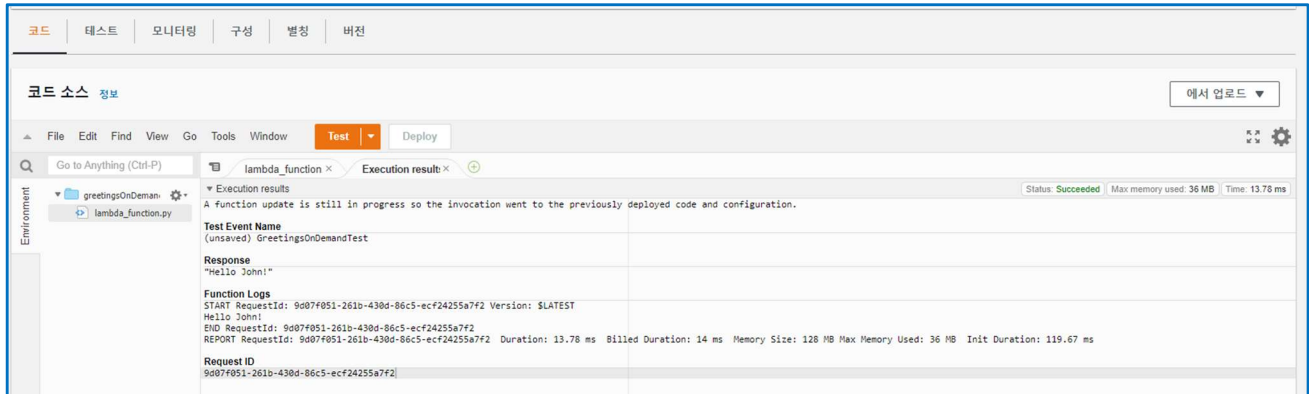 코드 테스트 모니터링 구성 별칭 버전
코드 소스 정보
에서 업로드 ▼
File Edit Find View Go Tools Window Test Deploy
Go to Anything (Ctrl-P)
lambda_function × Execution results ×
Environment
greetingsOnDeman
lambda_function.py
Execution results
Status: Succeeded Max memory used: 36 MB Time: 13.78 ms
A function update is still in progress so the invocation went to the previously deployed code and configuration.
Test Event Name
(unsaved) GreetingsOnDemandTest
Response
"Hello John!"
Function Logs
START RequestId: 9d07f051-261b-430d-86c5-ecf24255a7f2 Version: $LATEST
Hello John!
END RequestId: 9d07f051-261b-430d-86c5-ecf24255a7f2
REPORT RequestId: 9d07f051-261b-430d-86c5-ecf24255a7f2 Duration: 13.78 ms Billed Duration: 14 ms Memory Size: 128 MB Max Memory Used: 36 MB Init Duration: 119.67 ms
Request ID
9d07f051-261b-430d-86c5-ecf24255a7f2